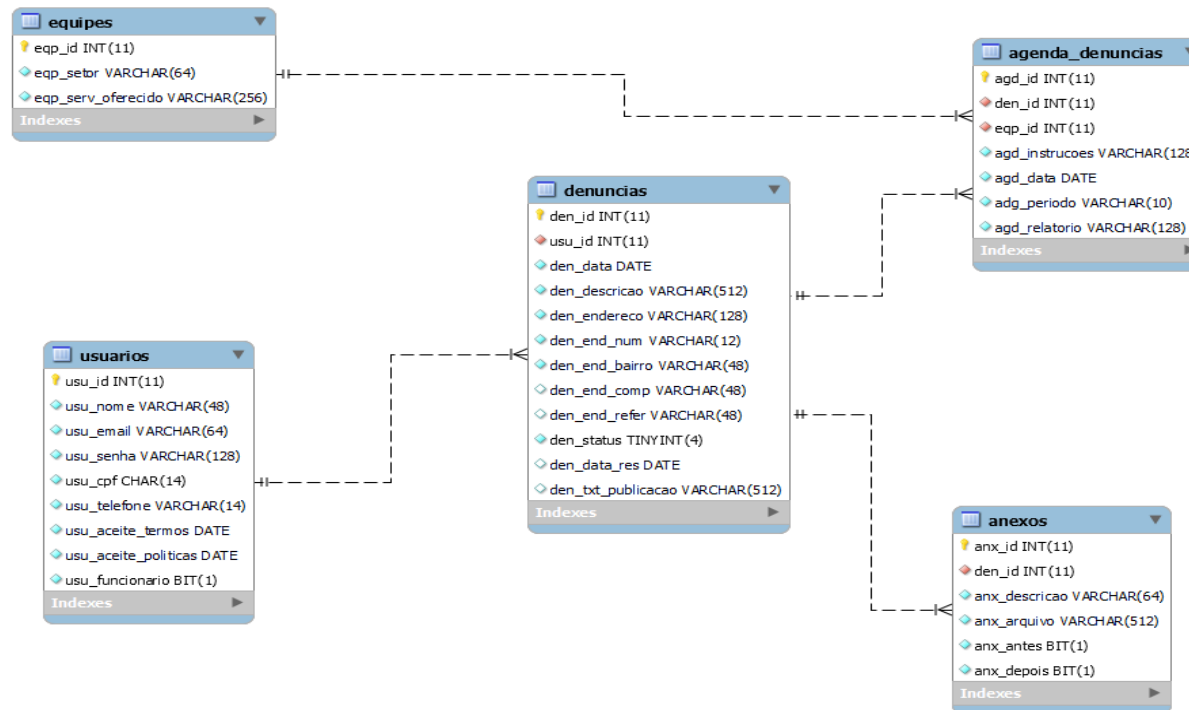 equipes
eqp_id INT(11)
eqp_setor VARCHAR(64)
eqp_serv_oferecido VARCHAR(256)
Indexes
agenda_denuncias
agd_id INT(11)
den_id INT(11)
eqp_id INT(11)
agd_instrucoes VARCHAR(128
agd_data DATE
adg_periodo VARCHAR(10)
agd_relatorio VARCHAR(128)
Indexes
denuncias
den_id INT(11)
usu_id INT(11)
den_data DATE
den_descricao VARCHAR(512)
den_endereco VARCHAR(128)
den_end_num VARCHAR(12)
den_end_bairro VARCHAR(48)
den_end_comp VARCHAR(48)
den_end_refer VARCHAR(48)
den_status TINYINT(4)
den_data_res DATE
den_txt_publicacao VARCHAR(512)
Indexes
usuarios
usu_id INT(11)
usu_nome VARCHAR(48)
usu_email VARCHAR(64)
usu_senha VARCHAR(128)
usu_cpf CHAR(14)
usu_telefone VARCHAR(14)
usu_aceite_termos DATE
usu_aceite_politicas DATE
usu_funcionario BIT(1)
Indexes
anexos
anx_id INT(11)
den_id INT(11)
anx_descricao VARCHAR(64)
anx_arquivo VARCHAR(512)
anx_antes BIT(1)
anx_depois BIT(1)
Indexes